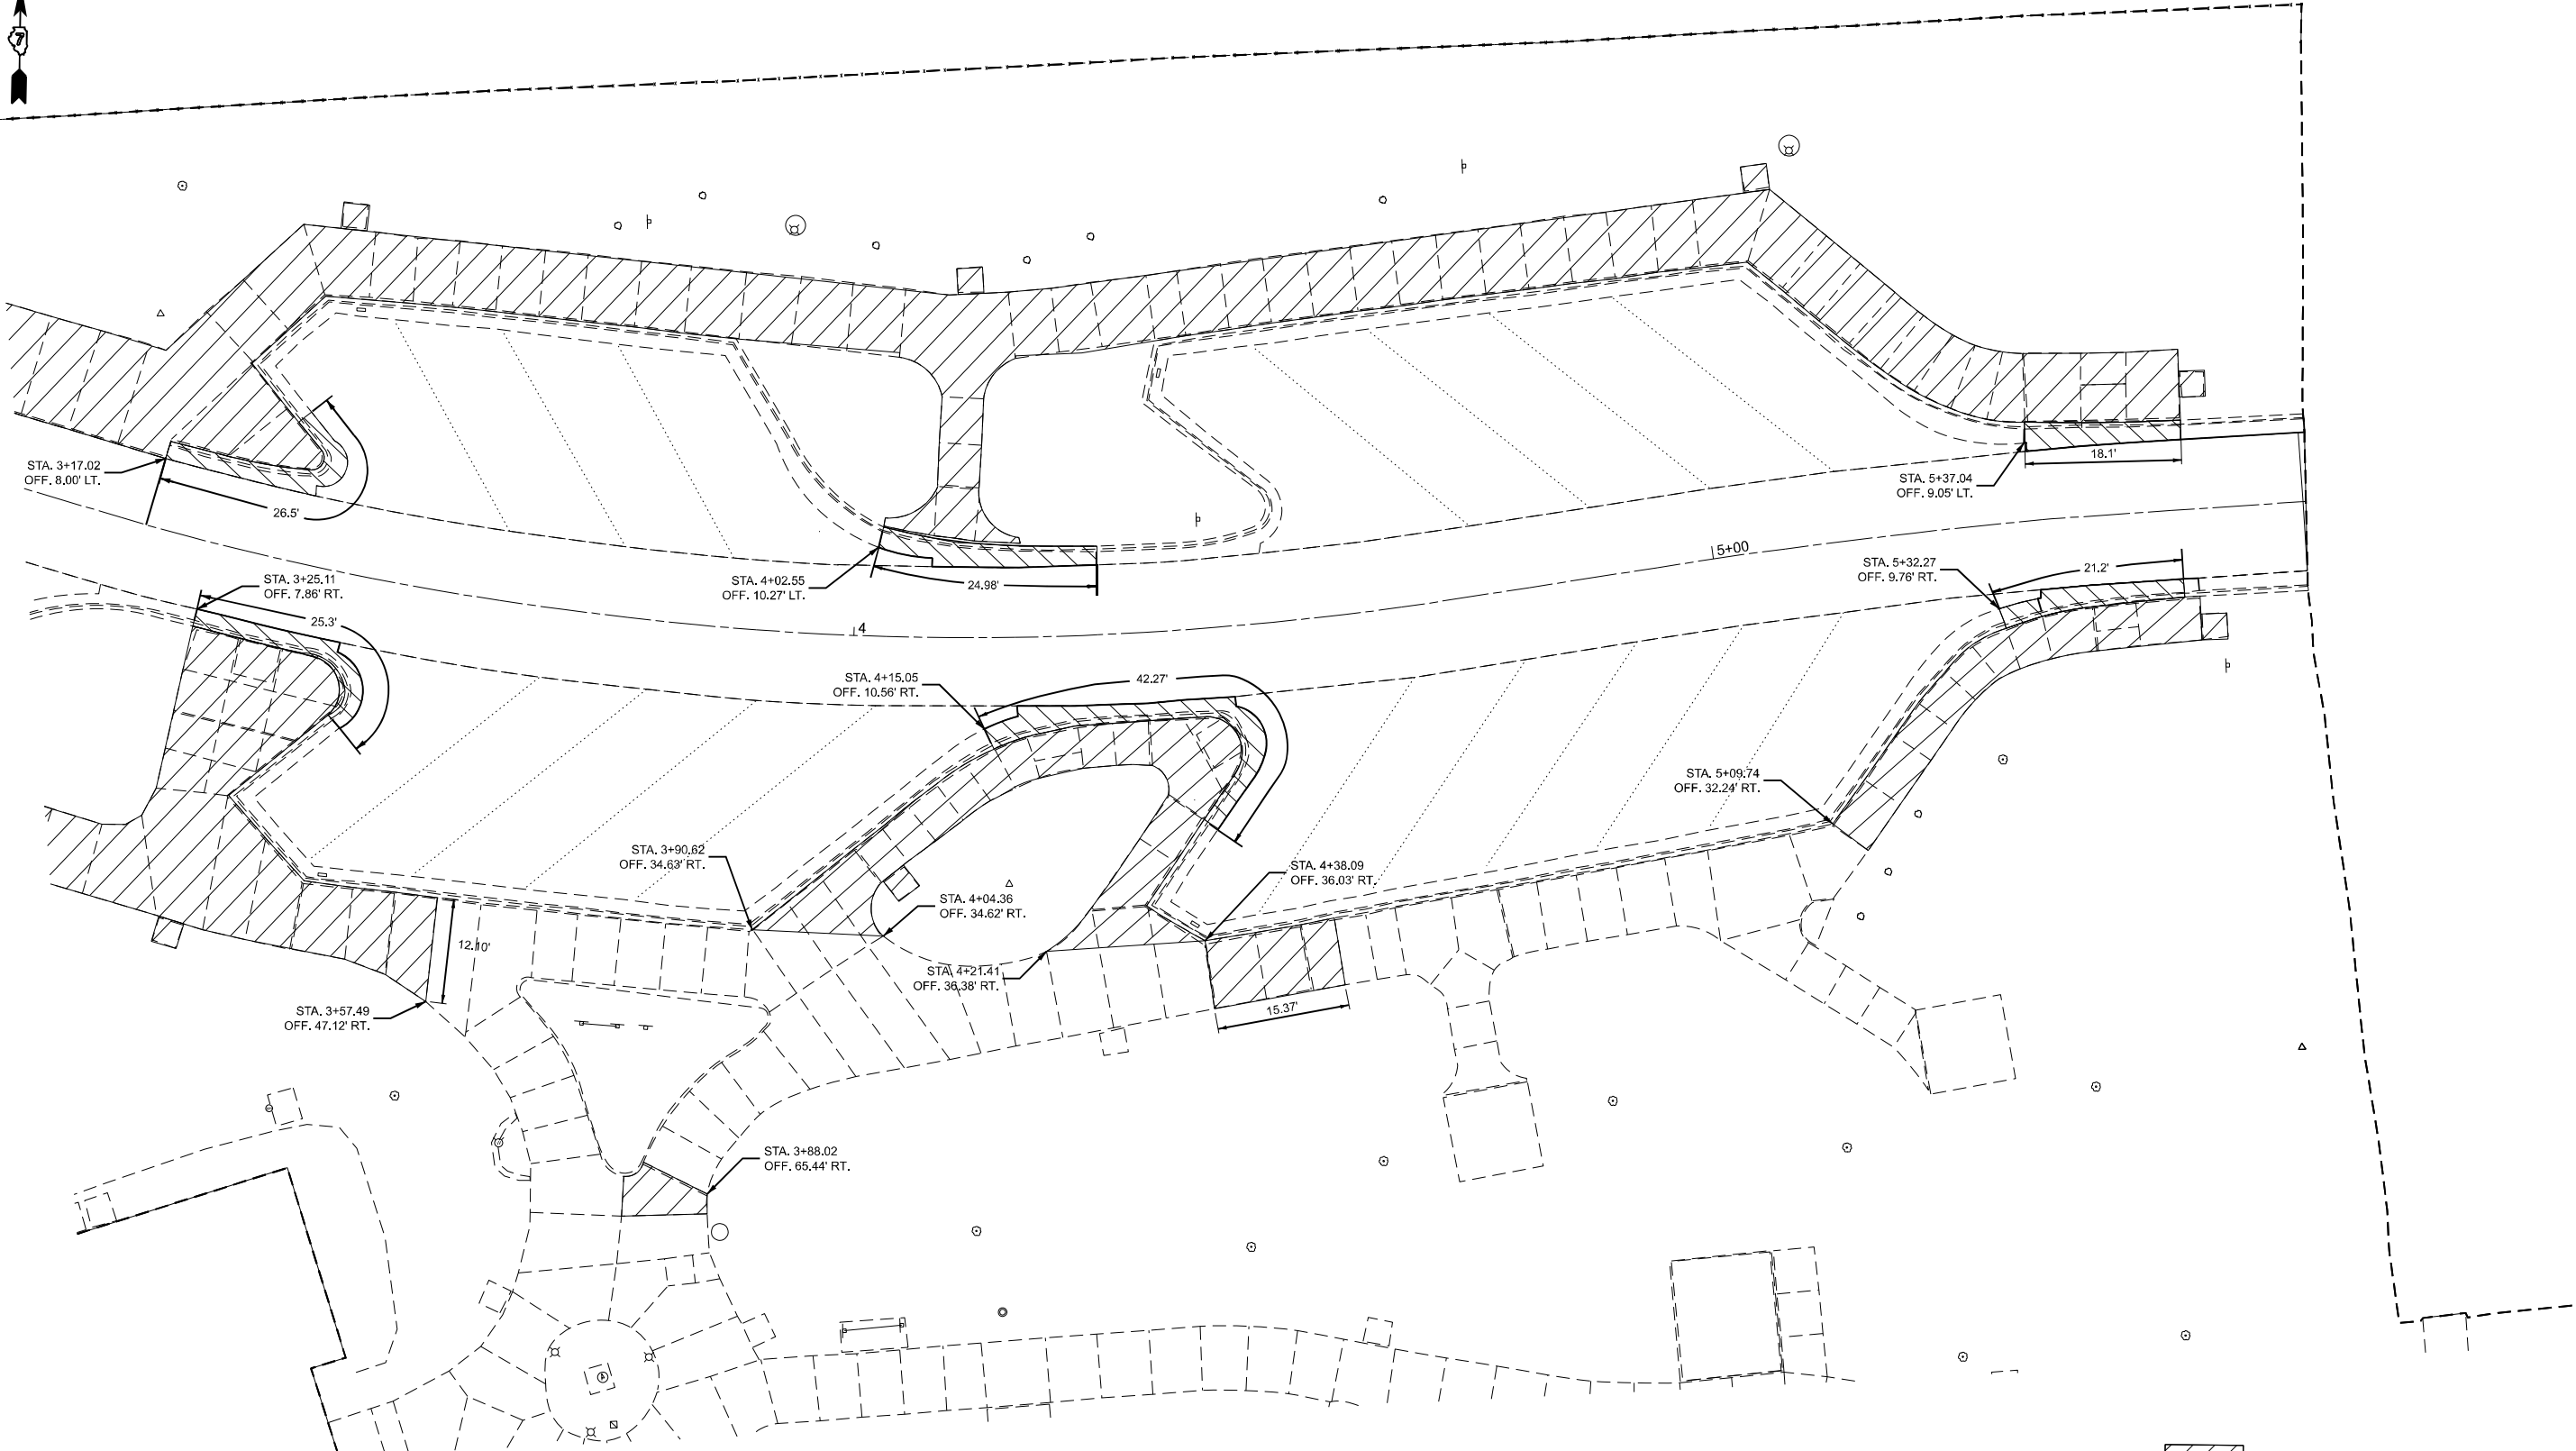 7
STA. 3+17.02
OFF. 8.00' LT.
26.5'
STA. 5+37.04
OFF. 9.05' LT.
18.1'
5+00
STA. 4+02.55
OFF. 10.27' LT.
24.98'
STA. 5+32.27
OFF. 9.76' RT.
21.2'
STA. 3+25.11
OFF. 7.86' RT.
25.3'
4
STA. 4+15.05
OFF. 10.56' RT.
42.27'
STA. 5+09.74
OFF. 32.24' RT.
STA. 3+90.62
OFF. 34.63' RT.
STA. 4+38.09
OFF. 36.03' RT.
STA. 4+04.36
OFF. 34.62' RT.
12.10'
STA. 4+21.41
OFF. 36.38' RT.
STA. 3+57.49
OFF. 47.12' RT.
15.37'
STA. 3+88.02
OFF. 65.44' RT.